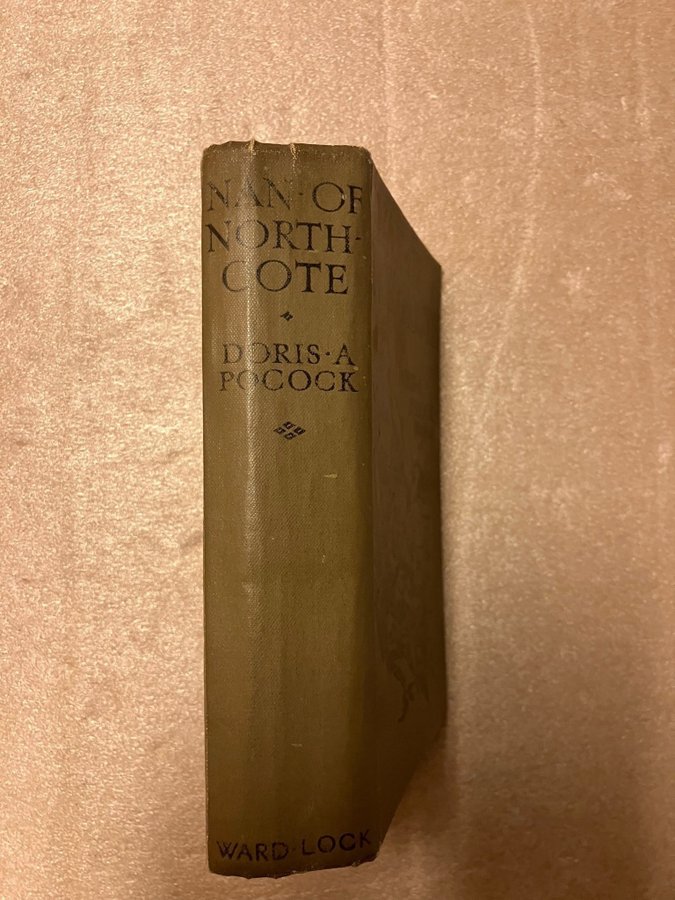 NAN·OF
NORTH-
COTE
DORIS·A
POCOCK
WARD LOCK